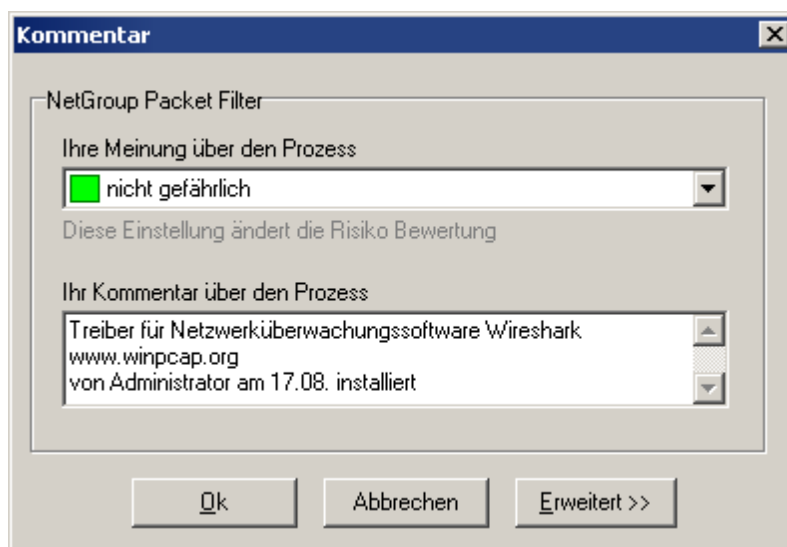 Kommentar
NetGroup Packet Filter
Ihre Meinung über den Prozess
nicht gefährlich
Diese Einstellung ändert die Risiko Bewertung
Ihr Kommentar über den Prozess
Treiber für Netzwerküberwachungssoftware Wireshark
www.winpcap.org
von Administrator am 17.08. installiert
Ok Abbrechen Erweitert >>